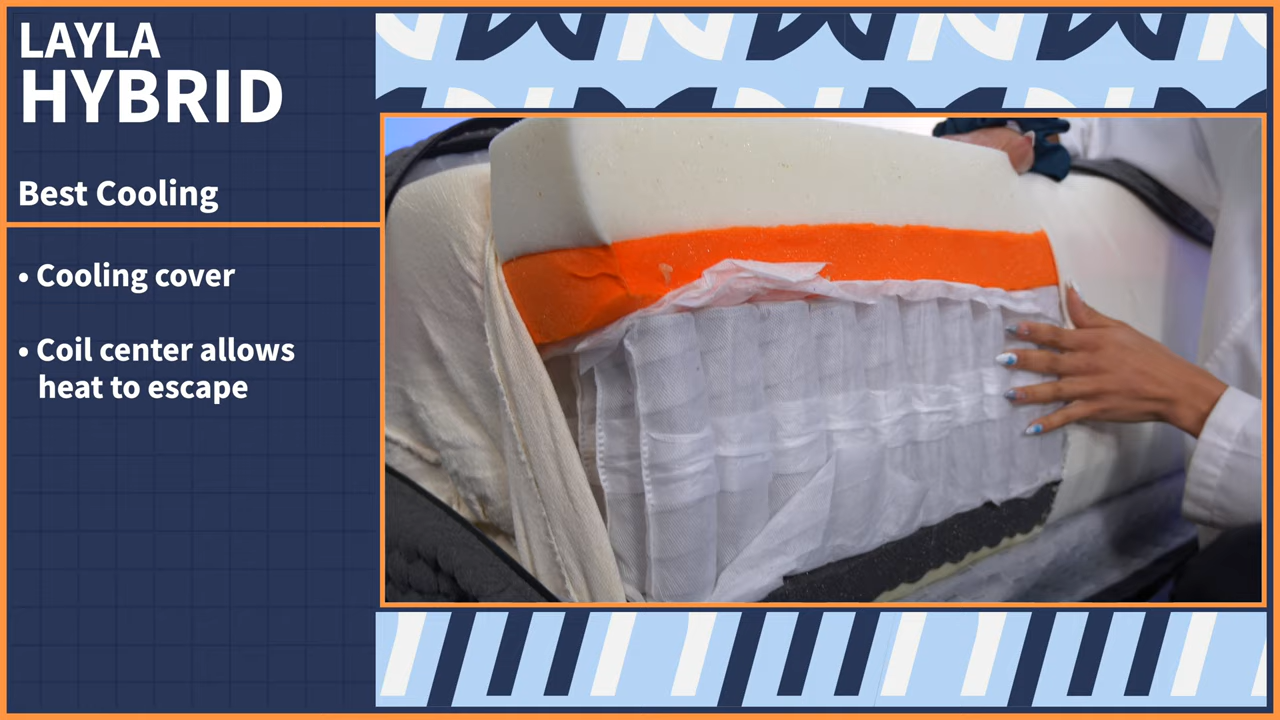 LAYLA
HYBRID
Best Cooling
• Cooling cover
• Coil center allows
heat to escape